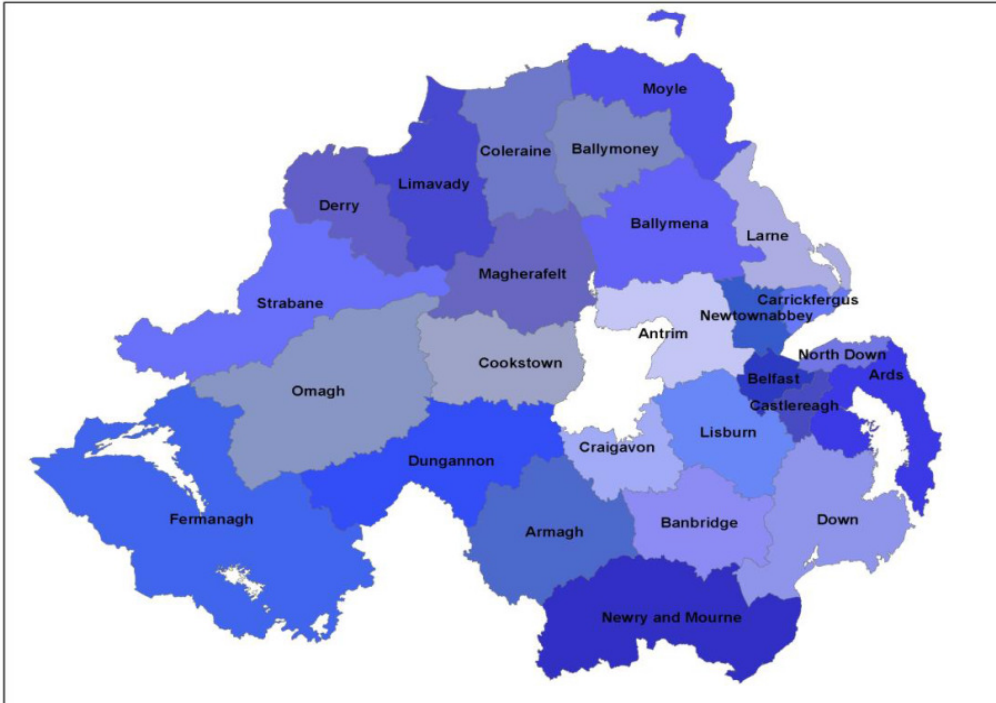 Moyle
Coleraine
Ballymoney
Limavady
Derry
Ballymena
Larne
Magherafelt
Strabane
Carrickfergus
Newtownabbey
Antrim
North Down
Cookstown
Ards
Belfast
Omagh
Castlereagh
Lisburn
Craigavon
Dungannon
Fermanagh
Down
Banbridge
Armagh
Newry and Mourne